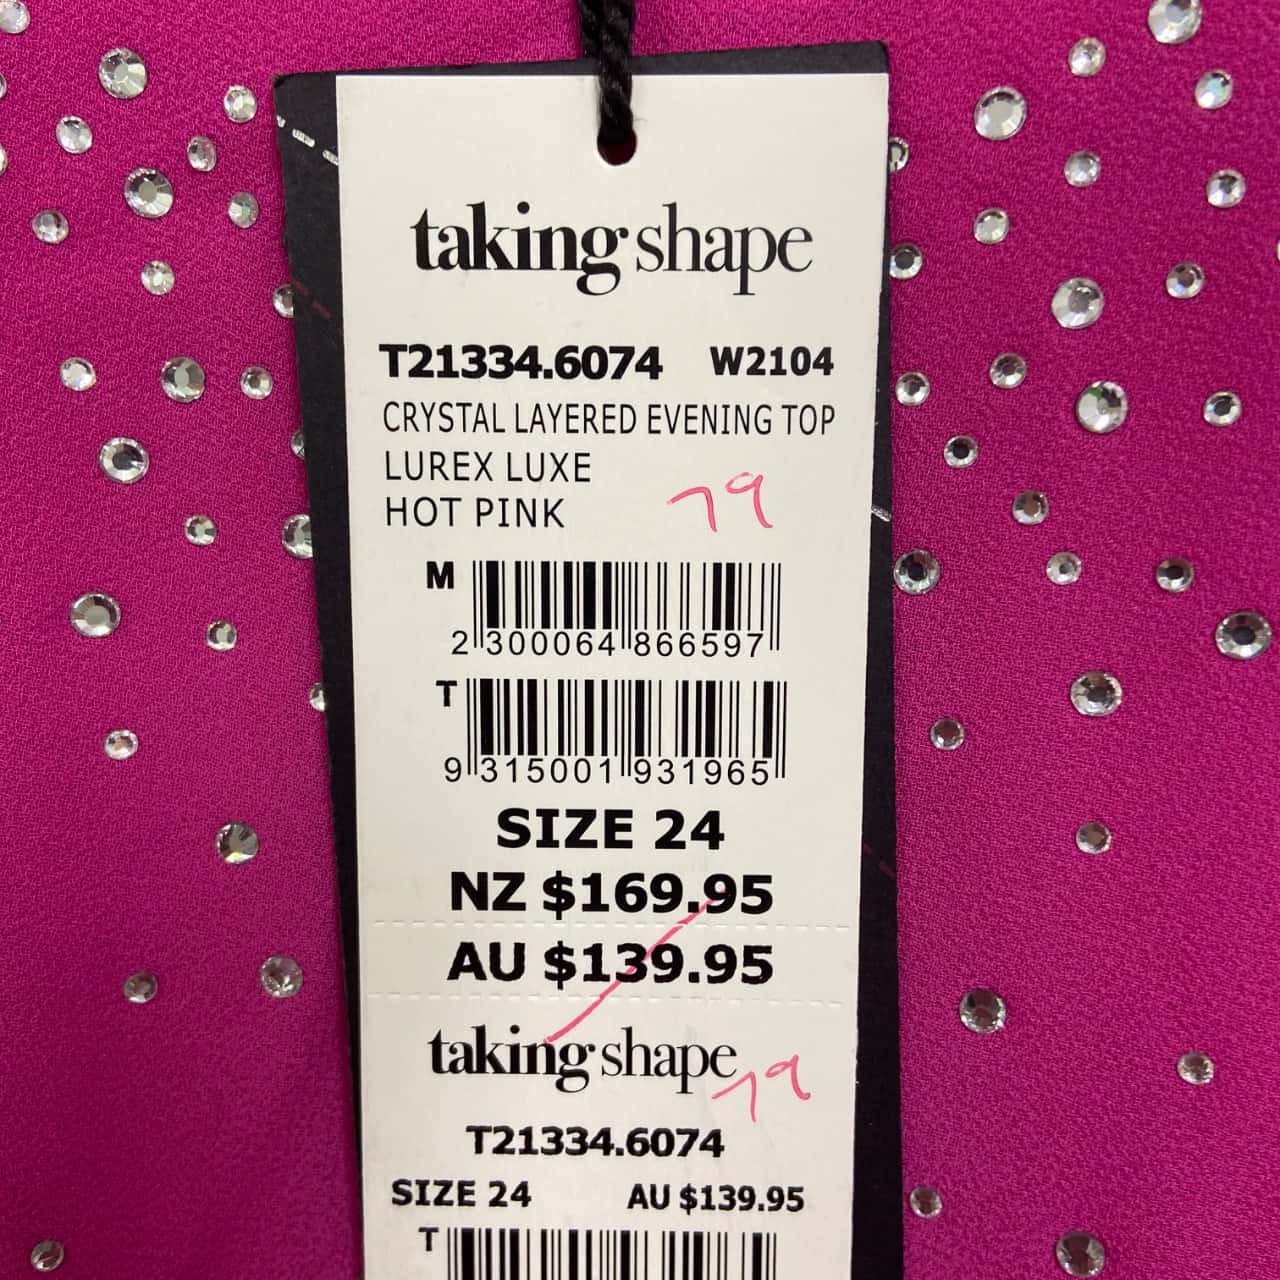 taking shape
T21334.6074 W2104
CRYSTAL LAYERED EVENING TOP
LUREX LUXE
HOT PINK 79
M
2 300064 866597
T
9 315001 931965
SIZE 24
NZ $169.95
AU $139.95
taking shape
79
T21334.6074
SIZE 24 AU $139.95
T